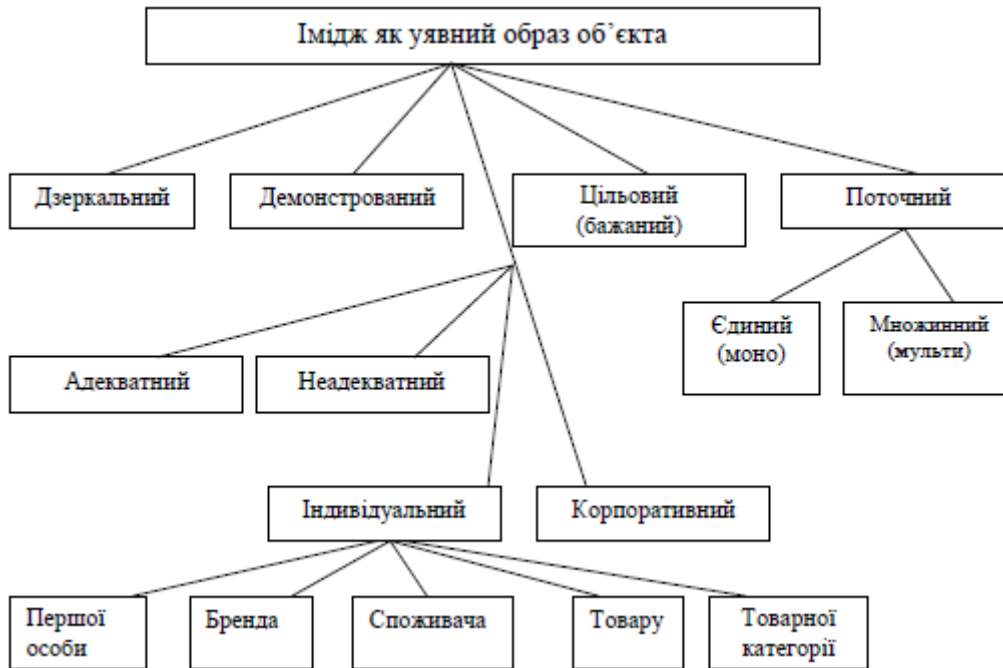 Імідж як уявний образ об’єкта
Дзеркальний
Демонстрований
Цільовий
(бажаний)
Поточний
Єдиний
(моно)
Множинний
(мульти)
Адекватний
Неадекватний
Індивідуальний
Корпоративний
Першої
особи
Бренда
Споживача
Товару
Товарної
категорії